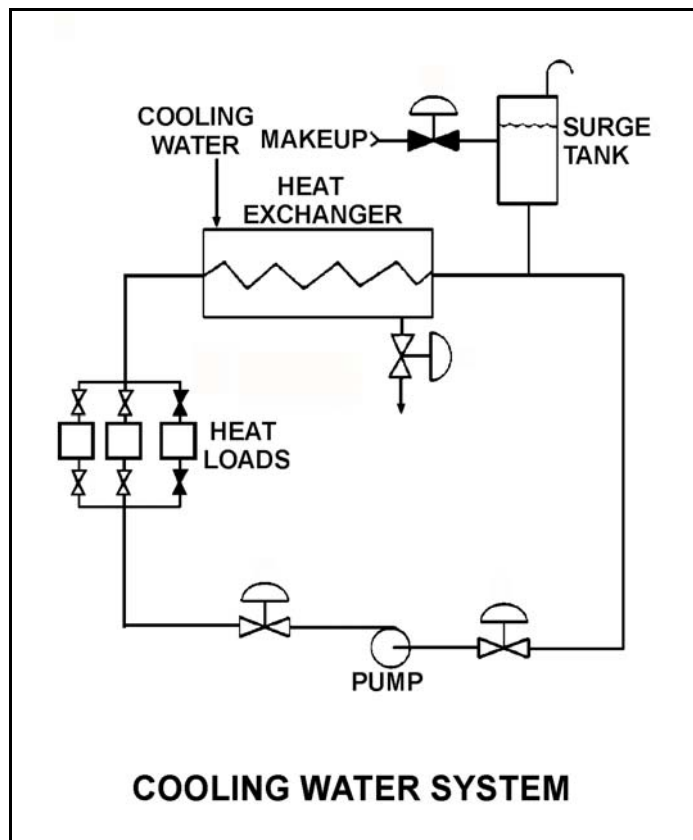 COOLING
WATER
MAKEUP
SURGE
TANK
HEAT
EXCHANGER
HEAT
LOADS
PUMP
COOLING WATER SYSTEM